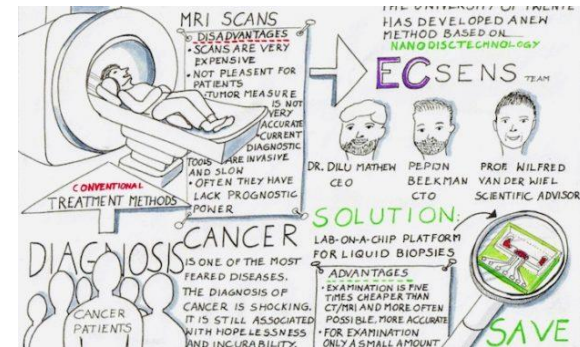 MRI SCANS
DISADVANTAGES
• SCANS ARE VERY
EXPENSIVE
• NOT PLEASENT FOR
PATIENTS
• TUMOR MEASURE
IS NOT
VERY
ACCURATE
• CURRENT
DIAGNOSTIC
TOOLS ARE INVASIVE
AND SLOW
• OFTEN THEY HAVE
LACK PROGNOSTIC
POWER
CONVENTIONAL
TREATMENT METHODS
THE UNIVERSITY OF TWENTE
HAS DEVELOPED A NEW
METHOD BASED ON
NANODISCTECHNOLOGY
ECSENS TEAM
DR. DILU MATHEW
CEO
PEPIJN
BEEKMAN
CTO
PROF WILFRED
VAN DER WIEL
SCIENTIFIC ADVISOR
DIAGNOSIS
CANCER
PATIENTS
CANCER
IS ONE OF THE MOST
FEARED DISEASES.
THE DIAGNOSIS OF
CANCER IS SHOCKING.
IT IS STILL ASSOCIATED
WITH HOPELESSNESS
AND INCURABILITY.
SOLUTION:
LAB-ON-A-CHIP PLATFORM
FOR LIQUID BIOPSIES
ADVANTAGES
• EXAMINATION IS FIVE
TIMES CHEAPER THAN
CT/MRI AND MORE OFTEN
POSSIBLE, MORE ACCURATE
• FOR EXAMINATION
ONLY A SMALL AMOUNT
SAVE